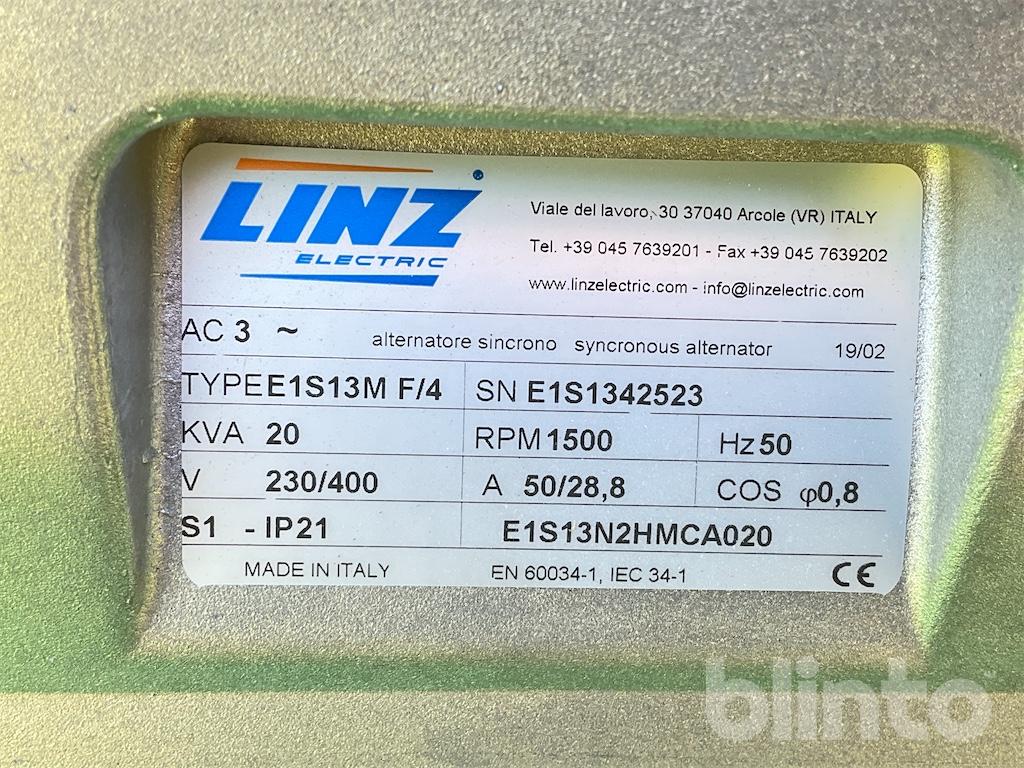 LINZ
ELECTRIC
Viale del lavoro, 30 37040 Arcole (VR) ITALY
Tel. +39 045 7639201 - Fax +39 045 7639202
www.linzelectric.com - info@linzelectric.com
AC 3 ~ alternatore sincrono syncronous alternator 19/02
TYPE E1S13M F/4 SN E1S1342523
KVA 20 RPM 1500 Hz 50
V 230/400 A 50/28,8 COS φ0,8
S1 - IP21 E1S13N2HMCA020
MADE IN ITALY EN 60034-1, IEC 34-1 CE
blinto